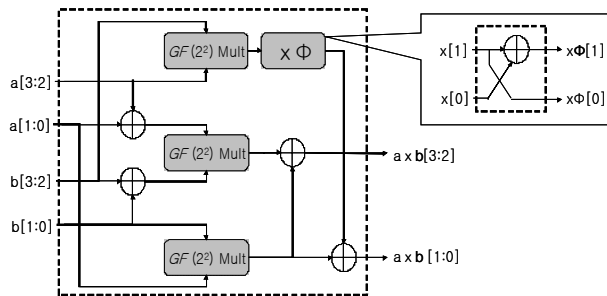 GF (2²) Mult
x Φ
x[1]
xΦ[1]
x[0]
xΦ[0]
a[3:2]
a[1:0]
GF (2²) Mult
a x b[3:2]
b[3:2]
b[1:0]
GF (2²) Mult
a x b [1:0]